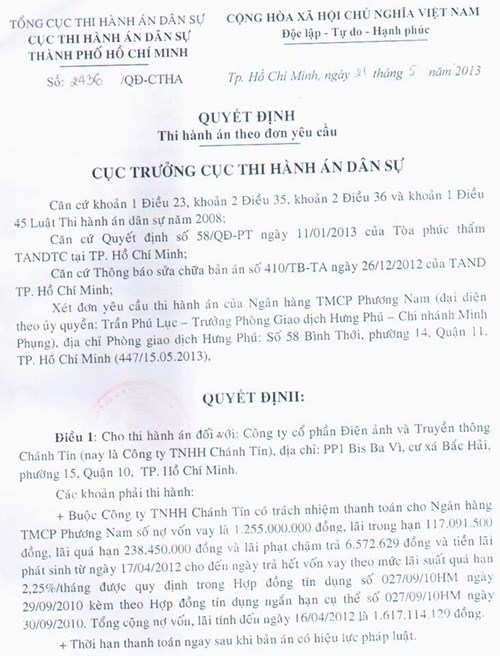 TỔNG CỤC THI HÀNH ÁN DÂN SỰ
CỤC THI HÀNH ÁN DÂN SỰ
THÀNH PHỐ HỒ CHÍ MINH
Số: 2936 /QĐ-CTHA
CỘNG HÒA XÃ HỘI CHỦ NGHĨA VIỆT NAM
Độc lập - Tự do - Hạnh phúc
Tp. Hồ Chí Minh, ngày 21 tháng 5 năm 2013
QUYẾT ĐỊNH
Thi hành án theo đơn yêu cầu
CỤC TRƯỞNG CỤC THI HÀNH ÁN DÂN SỰ
Căn cứ khoản 1 Điều 23, khoản 2 Điều 35, khoản 2 Điều 36 và khoản 1 Điều
45 Luật Thi hành án dân sự năm 2008;
Căn cứ Quyết định số 58/QĐ-PT ngày 11/01/2013 của Tòa phúc thẩm
TANDTC tại TP. Hồ Chí Minh;
Căn cứ Thông báo sửa chữa bản án số 410/TB-TA ngày 26/12/2012 của TAND
TP. Hồ Chí Minh;
Xét đơn yêu cầu thi hành án của Ngân hàng TMCP Phương Nam (đại diện
theo ủy quyền: Trần Phú Lục – Trưởng Phòng Giao dịch Hưng Phú – Chi nhánh Minh
Phụng), địa chỉ Phòng giao dịch Hưng Phú: Số 58 Bình Thới, phường 14, Quận 11,
TP. Hồ Chí Minh (447/15.05.2013),
QUYẾT ĐỊNH:
Điều 1: Cho thi hành án đối với: Công ty cổ phần Điện ảnh và Truyền thông
Chánh Tín (nay là Công ty TNHH Chánh Tín), địa chỉ: PP1 Bis Ba Vì, cư xá Bắc Hải,
phường 15, Quận 10, TP. Hồ Chí Minh.
Các khoản phải thi hành:
+ Buộc Công ty TNHH Chánh Tín có trách nhiệm thanh toán cho Ngân hàng
TMCP Phương Nam số nợ vốn vay là 1.255.000.000 đồng, lãi trong hạn 117.091.500
đồng, lãi quá hạn 238.450.000 đồng và lãi phạt chậm trả 6.572.629 đồng và tiền lãi
phát sinh từ ngày 17/04/2012 cho đến ngày trả hết vốn vay theo mức lãi suất quá hạn
2,25%/tháng được quy định trong Hợp đồng tín dụng số 027/09/10HM ngày
29/09/2010 kèm theo Hợp đồng tín dụng ngắn hạn cụ thể số 027/09/10HM ngày
30/09/2010. Tổng cộng nợ vốn, lãi tính đến ngày 16/04/2012 là 1.617.114.129 đồng.
+ Thời hạn thanh toán ngay sau khi bản án có hiệu lực pháp luật.